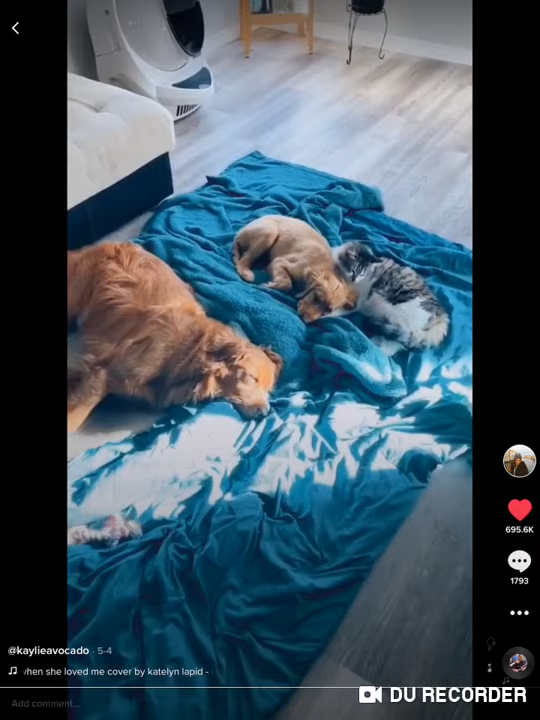 695.6K
1793
@kaylieavocado · 5-4
when she loved me cover by katelyn lapid -
Add comment...
DU RECORDER